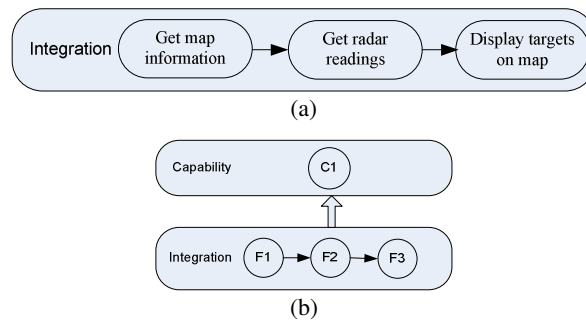 Integration
Get map
information
Get radar
readings
Display targets
on map
(a)
Capability
C1
Integration
F1
F2
F3
(b)